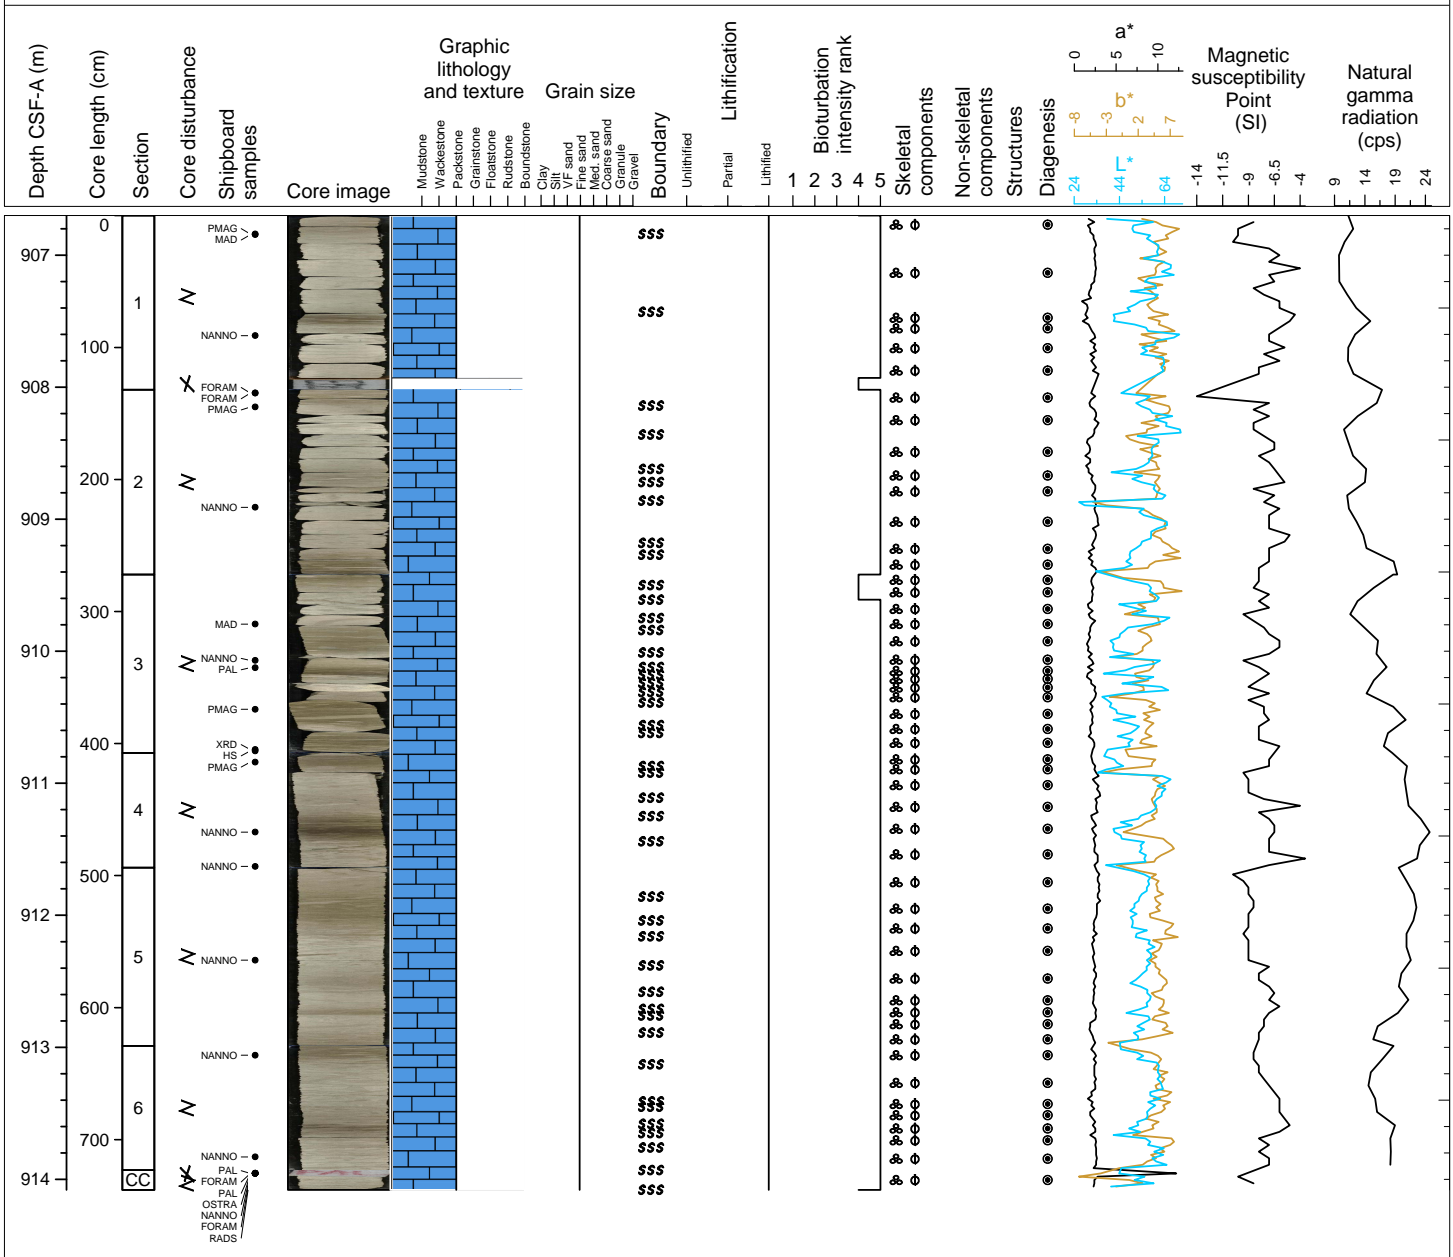 Depth CSF-A (m)
Core length (cm)
Section
Core disturbance
Shipboard
samples
Core image
Graphic
lithology
and texture
Mudstone
Wackestone
Packstone
Grainstone
Floatstone
Rudstone
Boundstone
Grain size
Clay
Silt
VF sand
Fine sand
Med. sand
Coarse sand
Granule
Gravel
Boundary
Lithification
Unlithified
Partial
Lithified
Bioturbation
intensity rank
1 2 3 4 5
Skeletal
components
Non-skeletal
components
Structures
Diagenesis
a*
0 5 10
b*
-8 -3 2 7
L*
24 44 64
Magnetic
susceptibility
Point
(SI)
-14 -11.5 -9 -6.5 -4
Natural
gamma
radiation
(cps)
9 14 19 24
907
908
909
910
911
912
913
914
0
100
200
300
400
500
600
700
1
2
3
4
5
6
CC
PMAG
MAD
NANNO
FORAM
FORAM
PMAG
NANNO
MAD
NANNO
PAL
PMAG
XRD
HS
PMAG
NANNO
NANNO
NANNO
NANNO
NANNO
PAL
FORAM
PAL
OSTRA
NANNO
FORAM
RADS